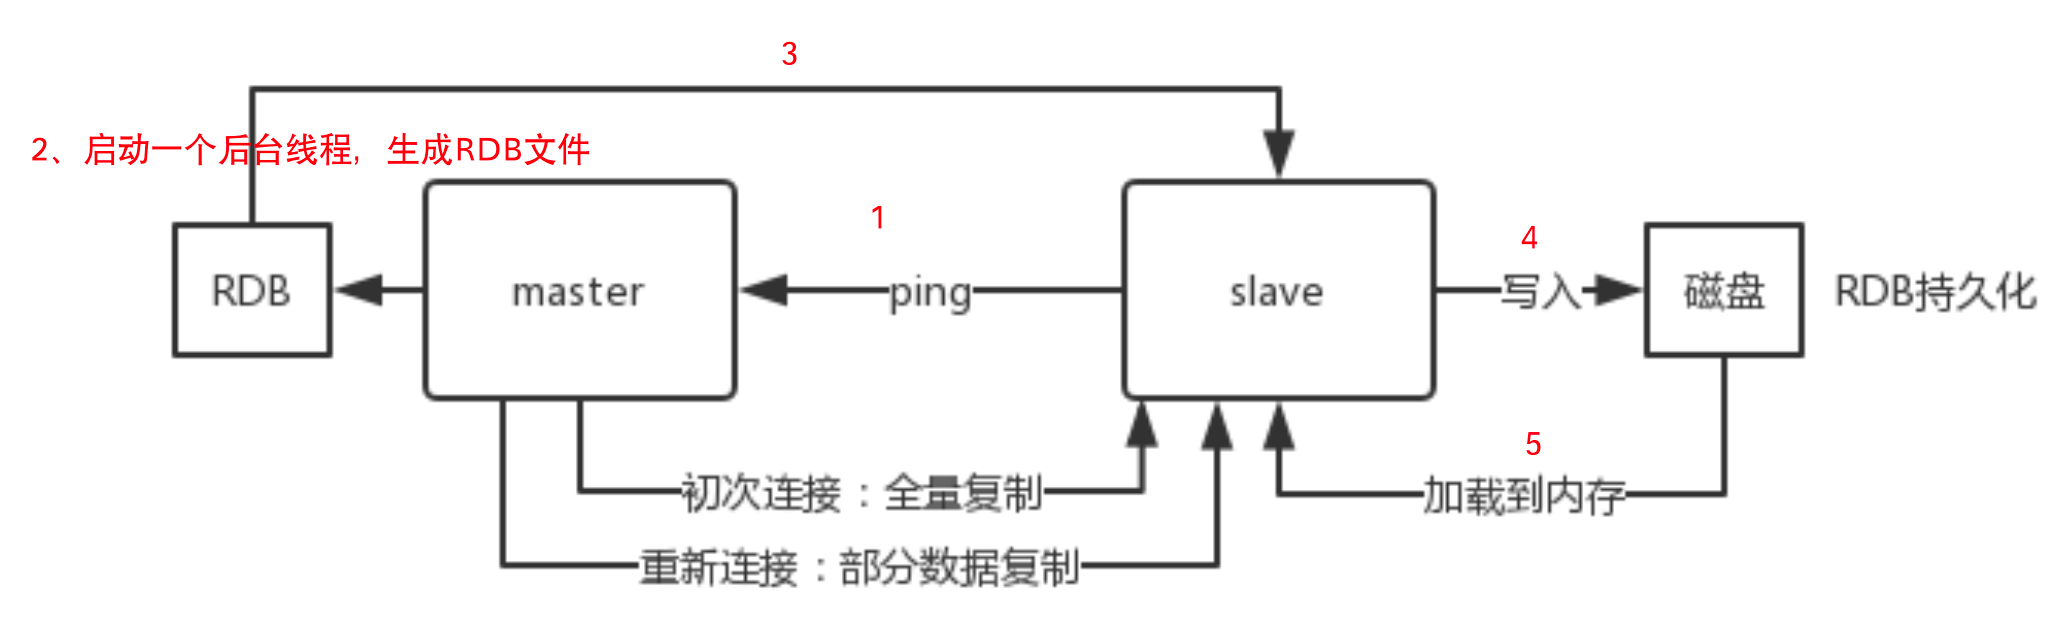 3
2、启动一个后台线程，生成RDB文件
1
4
RDB
master
ping
slave
写入
磁盘
RDB持久化
5
初次连接：全量复制
加载到内存
重新连接：部分数据复制